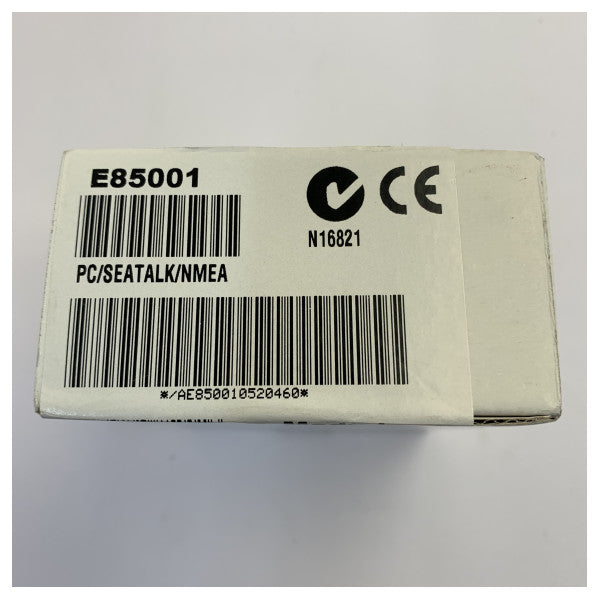 E85001
CE
N16821
PC/SEATALK/NMEA
*/AE850010520460*